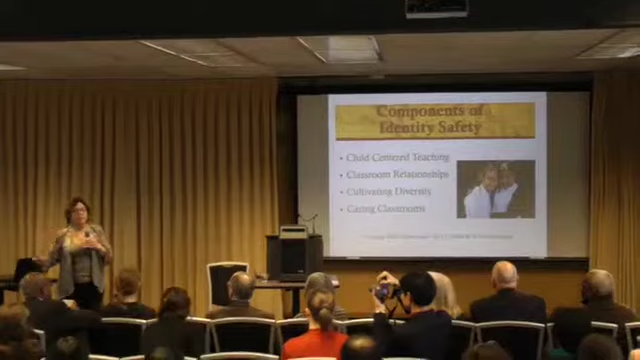 Components of
Identity Safety
• Child Centered Teaching
• Classroom Relationships
• Cultivating Diversity
• Caring Classrooms